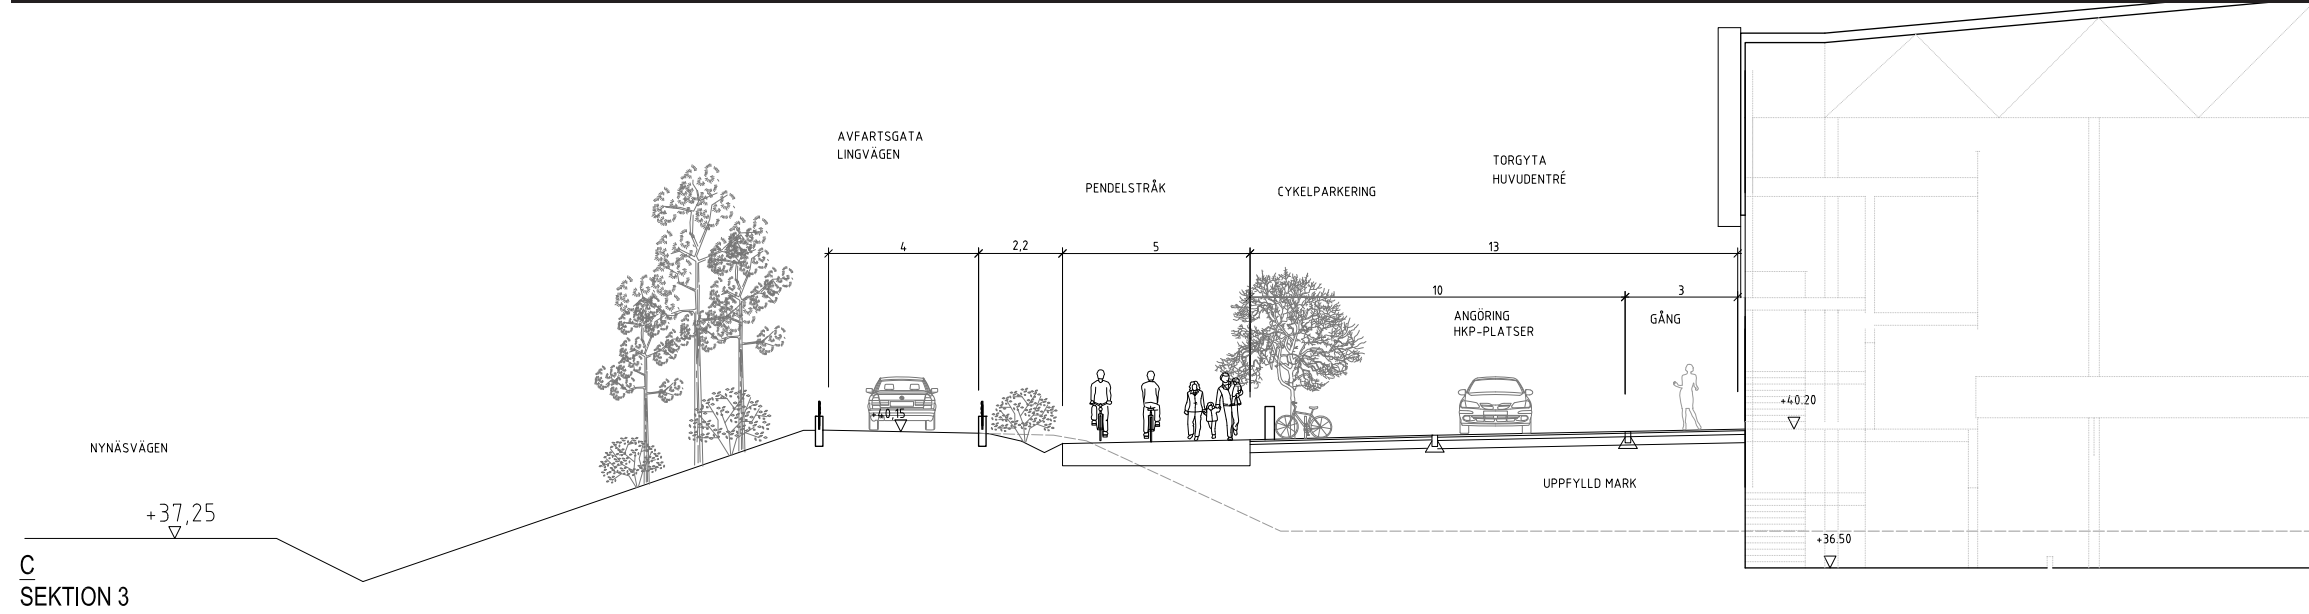 AVFARTSGATA
LINGVÄGEN
TORGYTA
HUVUDENTRÉ
PENDELSTRÅK
CYKELPARKERING
4
2,2
5
13
10
3
ANGÖRING
HKP-PLATSER
GÅNG
+40,15
+40.20
NYNÄSVÄGEN
UPPFYLLD MARK
+37,25
+36.50
C
SEKTION 3